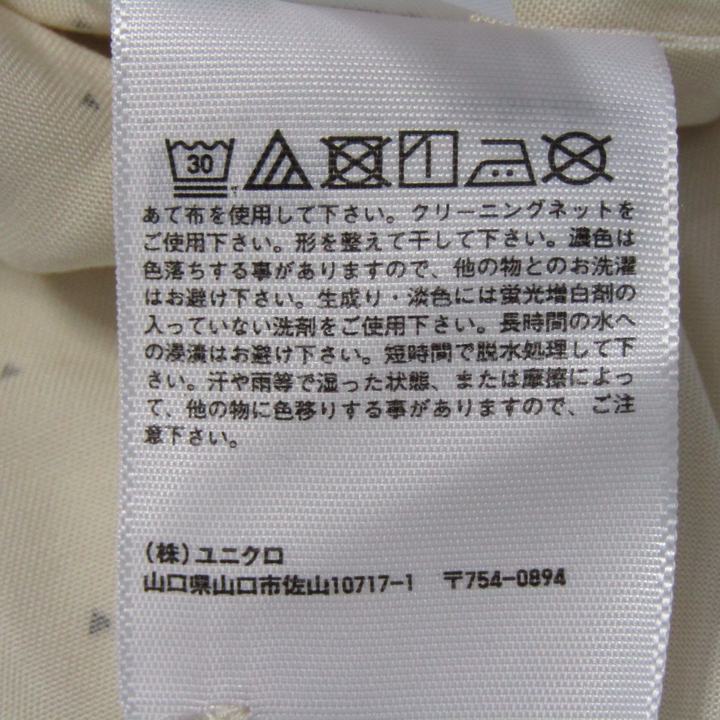 30
あて布を使用して下さい。クリーニングネットを
ご使用下さい。形を整えて干して下さい。濃色は
色落ちする事がありますので、他の物とのお洗濯
はお避け下さい。生成り・淡色には蛍光増白剤の
入っていない洗剤をご使用下さい。長時間の水へ
の浸漬はお避け下さい。短時間で脱水処理して下
さい。汗や雨等で湿った状態、または摩擦によっ
て、他の物に色移りする事がありますので、ご注
意下さい。
(株)ユニクロ
山口県山口市佐山10717-1 〒754-0894